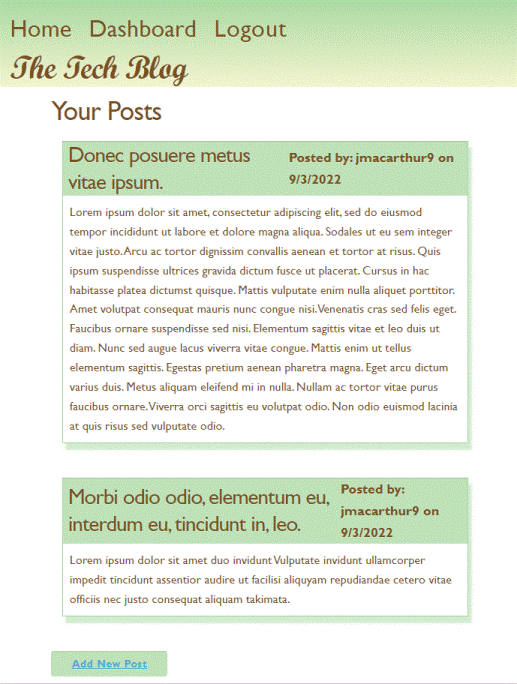 Home Dashboard Logout
The Tech Blog
Your Posts
Donec posuere metus
vitae ipsum.
Posted by: jmacarthur9 on
9/3/2022
Lorem ipsum dolor sit amet, consectetur adipiscing elit, sed do eiusmod
tempor incididunt ut labore et dolore magna aliqua. Sodales ut eu sem integer
vitae justo. Arcu ac tortor dignissim convallis aenean et tortor at risus. Quis
ipsum suspendisse ultrices gravida dictum fusce ut placerat. Cursus in hac
habitasse platea dictumst quisque. Mattis vulputate enim nulla aliquet porttitor.
Amet volutpat consequat mauris nunc congue nisi. Venenatis cras sed felis eget.
Faucibus ornare suspendisse sed nisi. Elementum sagittis vitae et leo duis ut
diam. Nunc sed augue lacus viverra vitae congue. Mattis enim ut tellus
elementum sagittis. Egestas pretium aenean pharetra magna. Eget arcu dictum
varius duis. Metus aliquam eleifend mi in nulla. Nullam ac tortor vitae purus
faucibus ornare. Viverra orci sagittis eu volutpat odio. Non odio euismod lacinia
at quis risus sed vulputate odio.
Morbi odio odio, elementum eu,
interdum eu, tincidunt in, leo.
Posted by:
jmacarthur9 on
9/3/2022
Lorem ipsum dolor sit amet duo invidunt Vulputate invidunt ullamcorper
impedit tincidunt assentior audire ut facilisi aliquyam repudiandae cetero vitae
officiis nec justo consequat aliquam takimata.
Add New Post